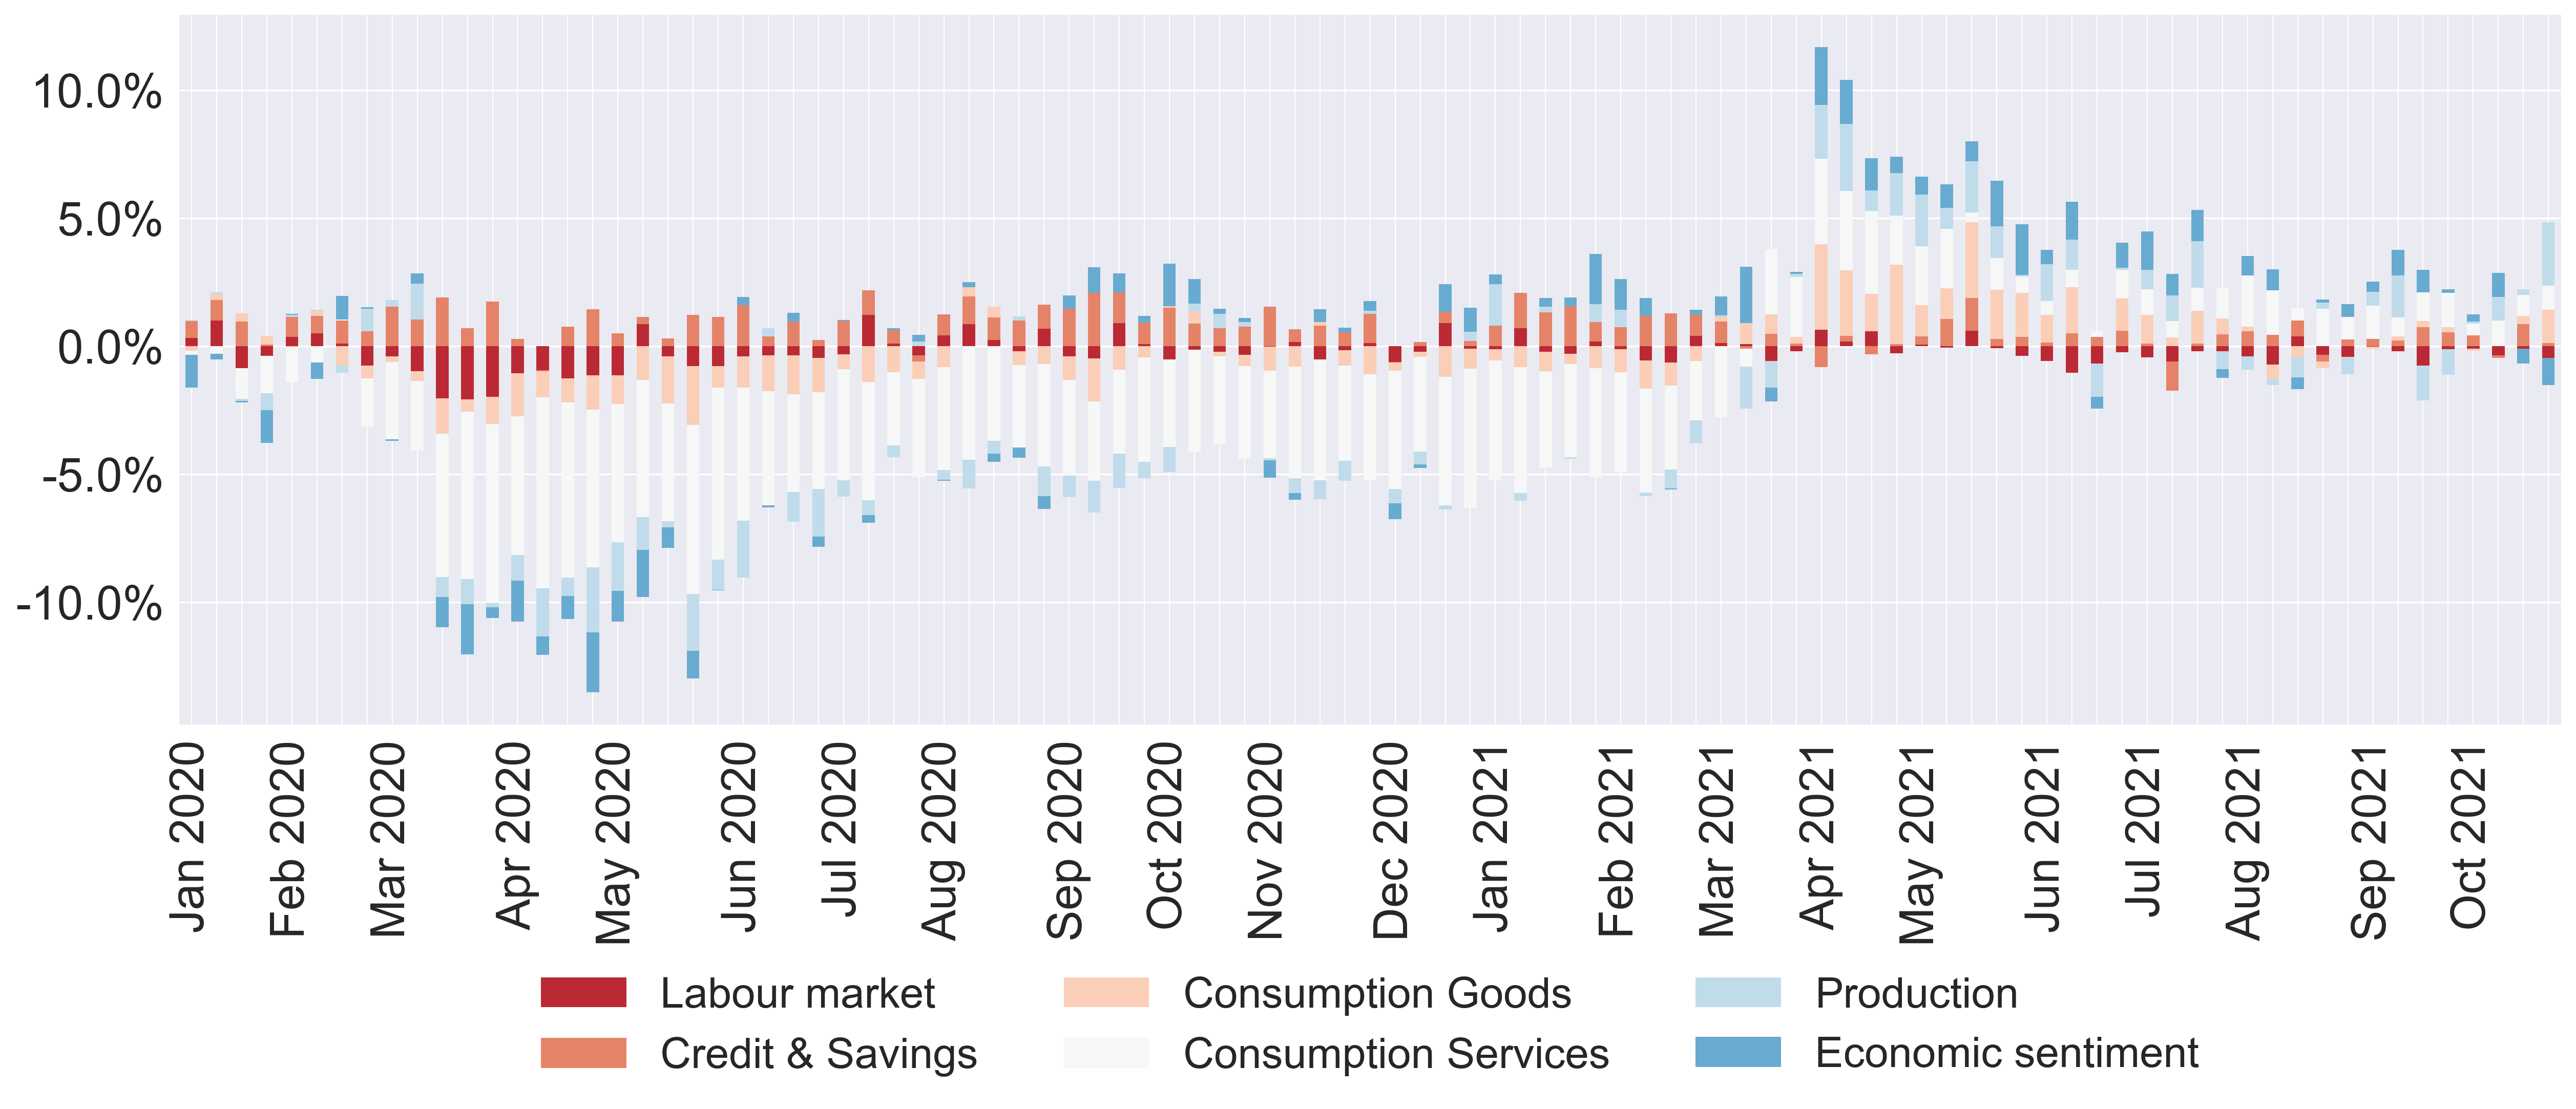 10.0%
5.0%
0.0%
-5.0%
-10.0%
Jan 2020
Feb 2020
Mar 2020
Apr 2020
May 2020
Jun 2020
Jul 2020
Aug 2020
Sep 2020
Oct 2020
Nov 2020
Dec 2020
Jan 2021
Feb 2021
Mar 2021
Apr 2021
May 2021
Jun 2021
Jul 2021
Aug 2021
Sep 2021
Oct 2021
Labour market
Consumption Goods
Production
Credit & Savings
Consumption Services
Economic sentiment